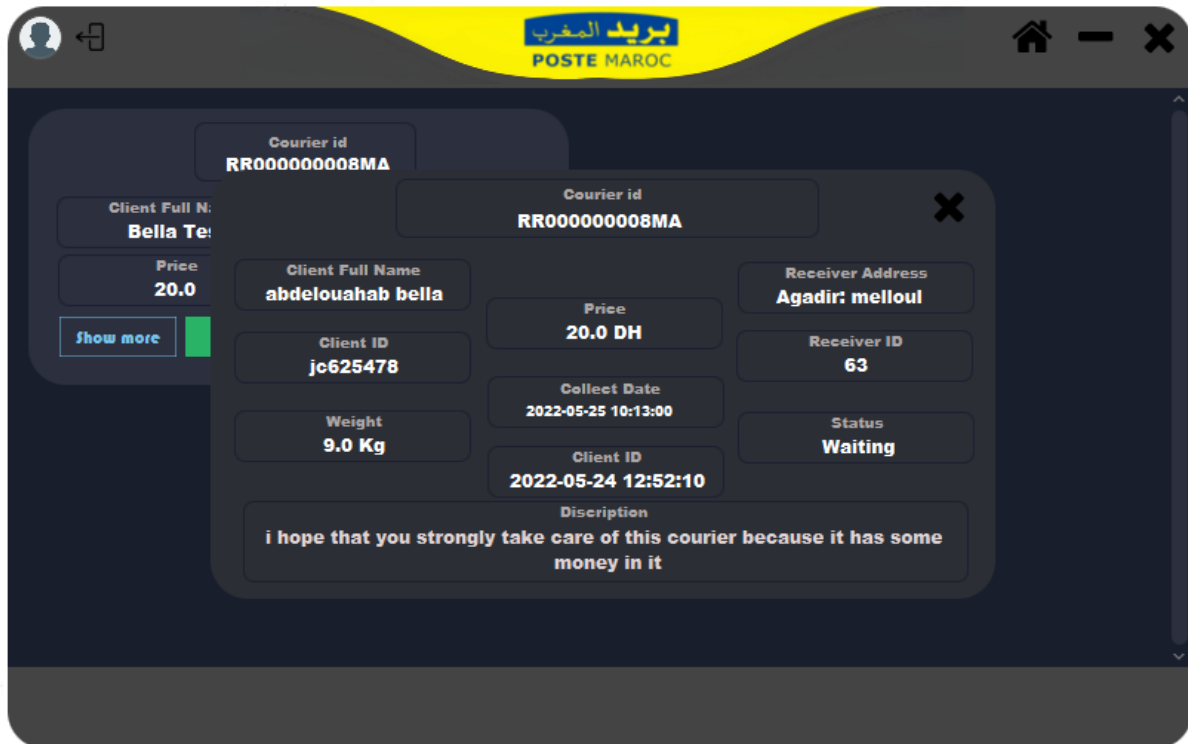 بريد المغرب
POSTE MAROC
Courier id
RR000000008MA
Client Full
Bella
Price
20.0
Show more
Courier id
RR000000008MA
Client Full Name
abdelouahab bella
Client ID
jc625478
Weight
9.0 Kg
Price
20.0 DH
Collect Date
2022-05-25 10:13:00
Client ID
2022-05-24 12:52:10
Receiver Address
Agadir: melloul
Receiver ID
63
Status
Waiting
Discription
i hope that you strongly take care of this courier because it has some
money in it